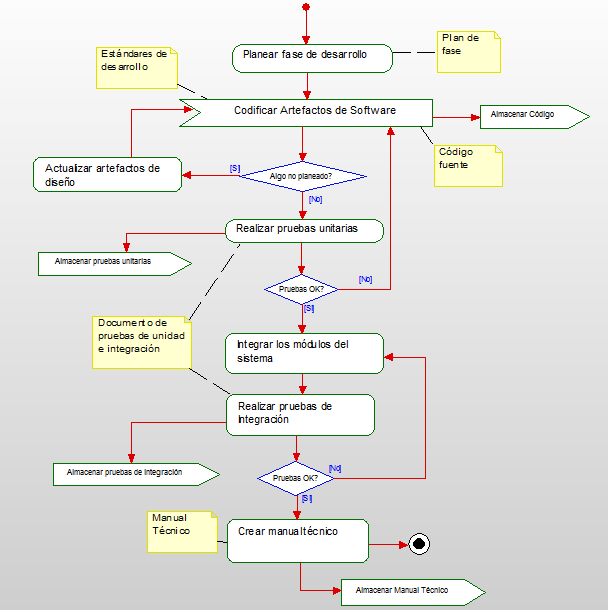 Planear fase de desarrollo
Plan de
fase
Estándares de
desarrollo
Codificar Artefactos de Software
Almacenar Código
Código
fuente
Actualizar artefactos de
diseño
[SI]
Algo no planeado?
[No]
Realizar pruebas unitarias
Almacenar pruebas unitarias
Pruebas OK?
[No]
[SI]
Documento de
pruebas de unidad
e integración
Integrar los módulos del
sistema
Realizar pruebas de
Integración
Almacenar pruebas de Integración
Pruebas OK?
[No]
[SI]
Manual
Técnico
Crear manual técnico
Almacenar Manual Técnico